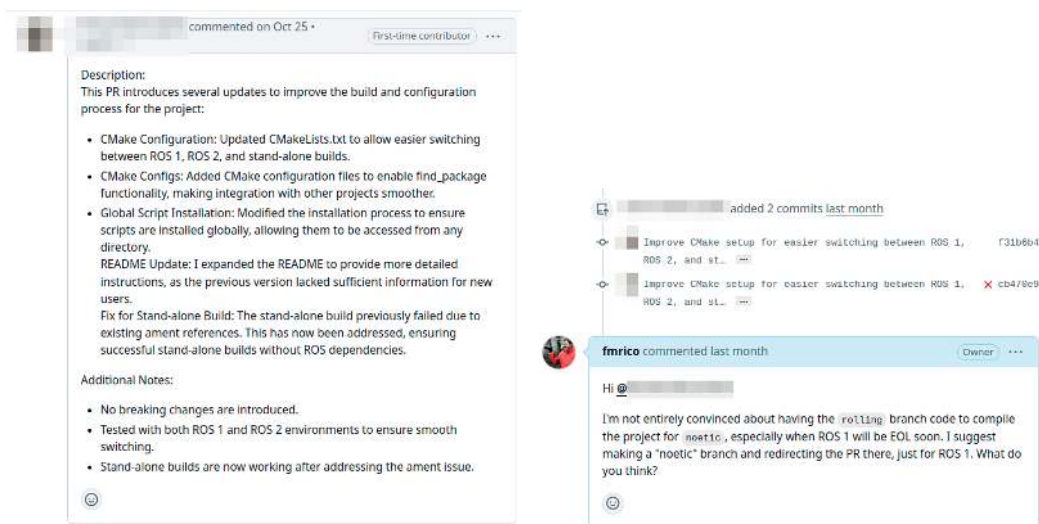 commented on Oct 25 •
First-time contributor ···
Description:
This PR introduces several updates to improve the build and configuration
process for the project:
• CMake Configuration: Updated CMakeLists.txt to allow easier switching
between ROS 1, ROS 2, and stand-alone builds.
• CMake Configs: Added CMake configuration files to enable find_package
functionality, making integration with other projects smoother.
• Global Script Installation: Modified the installation process to ensure
scripts are installed globally, allowing them to be accessed from any
directory.
README Update: I expanded the README to provide more detailed
instructions, as the previous version lacked sufficient information for new
users.
Fix for Stand-alone Build: The stand-alone build previously failed due to
existing ament references. This has now been addressed, ensuring
successful stand-alone builds without ROS dependencies.
Additional Notes:
• No breaking changes are introduced.
• Tested with both ROS 1 and ROS 2 environments to ensure smooth
switching.
• Stand-alone builds are now working after addressing the ament issue.
added 2 commits last month
Improve CMake setup for easier switching between ROS 1, f31b6b4
ROS 2, and st… ···
Improve CMake setup for easier switching between ROS 1, cb470e9
ROS 2, and st… ···
fmrico commented last month Owner ···
Hi @
I'm not entirely convinced about having the rolling branch code to compile
the project for noetic, especially when ROS 1 will be EOL soon. I suggest
making a "noetic" branch and redirecting the PR there, just for ROS 1. What do
you think?